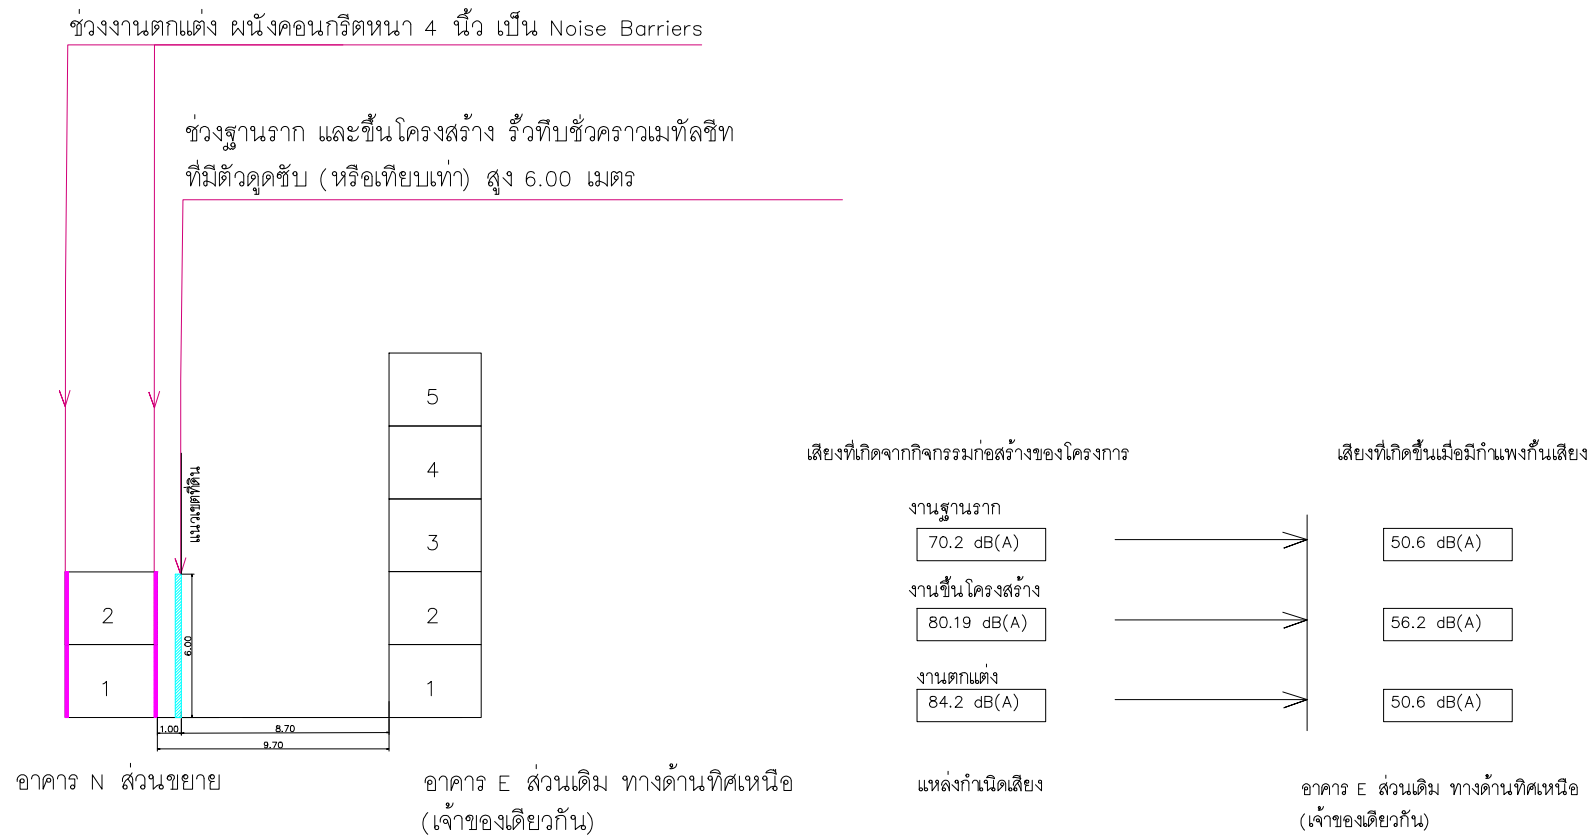 ช่วงงานตกแต่ง ผนังคอนกรีตหนา 4 นิ้ว เป็น Noise Barriers
ช่วงฐานราก และขึ้นโครงสร้าง รั้วทึบชั่วคราวเมทัลชีท
ที่มีตัวดูดซับ (หรือเทียบเท่า) สูง 6.00 เมตร
5
4
3
2
1
2
1
แนวเขตที่ดิน
6.00
1.00
8.70
9.70
อาคาร N ส่วนขยาย
อาคาร E ส่วนเดิม ทางด้านทิศเหนือ
(เจ้าของเดียวกัน)
เสียงที่เกิดจากกิจกรรมก่อสร้างของโครงการ
เสียงที่เกิดขึ้นเมื่อมีกำแพงกั้นเสียง
งานฐานราก
70.2 dB(A)
50.6 dB(A)
งานขึ้นโครงสร้าง
80.19 dB(A)
56.2 dB(A)
งานตกแต่ง
84.2 dB(A)
50.6 dB(A)
แหล่งกำเนิดเสียง
อาคาร E ส่วนเดิม ทางด้านทิศเหนือ
(เจ้าของเดียวกัน)